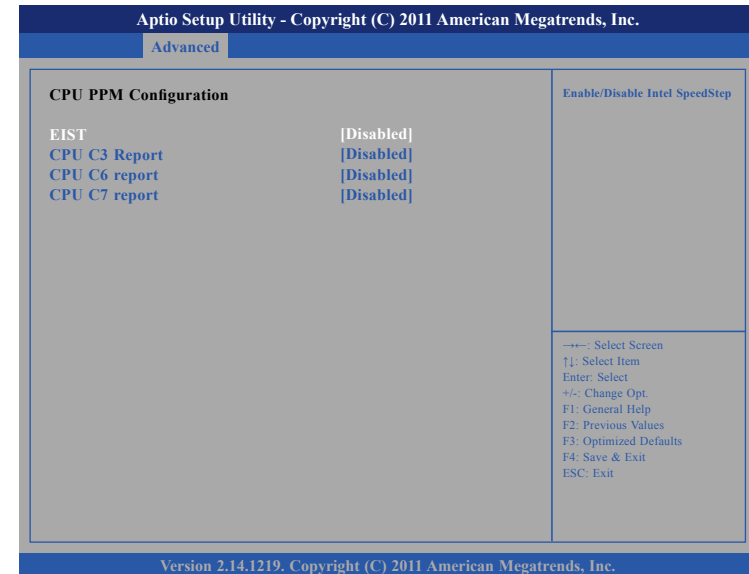 Aptio Setup Utility - Copyright (C) 2011 American Megatrends, Inc.
Advanced
CPU PPM Configuration
EIST [Disabled]
CPU C3 Report [Disabled]
CPU C6 report [Disabled]
CPU C7 report [Disabled]
Enable/Disable Intel SpeedStep
→←: Select Screen
↑↓: Select Item
Enter: Select
+/-: Change Opt.
F1: General Help
F2: Previous Values
F3: Optimized Defaults
F4: Save & Exit
ESC: Exit
Version 2.14.1219. Copyright (C) 2011 American Megatrends, Inc.